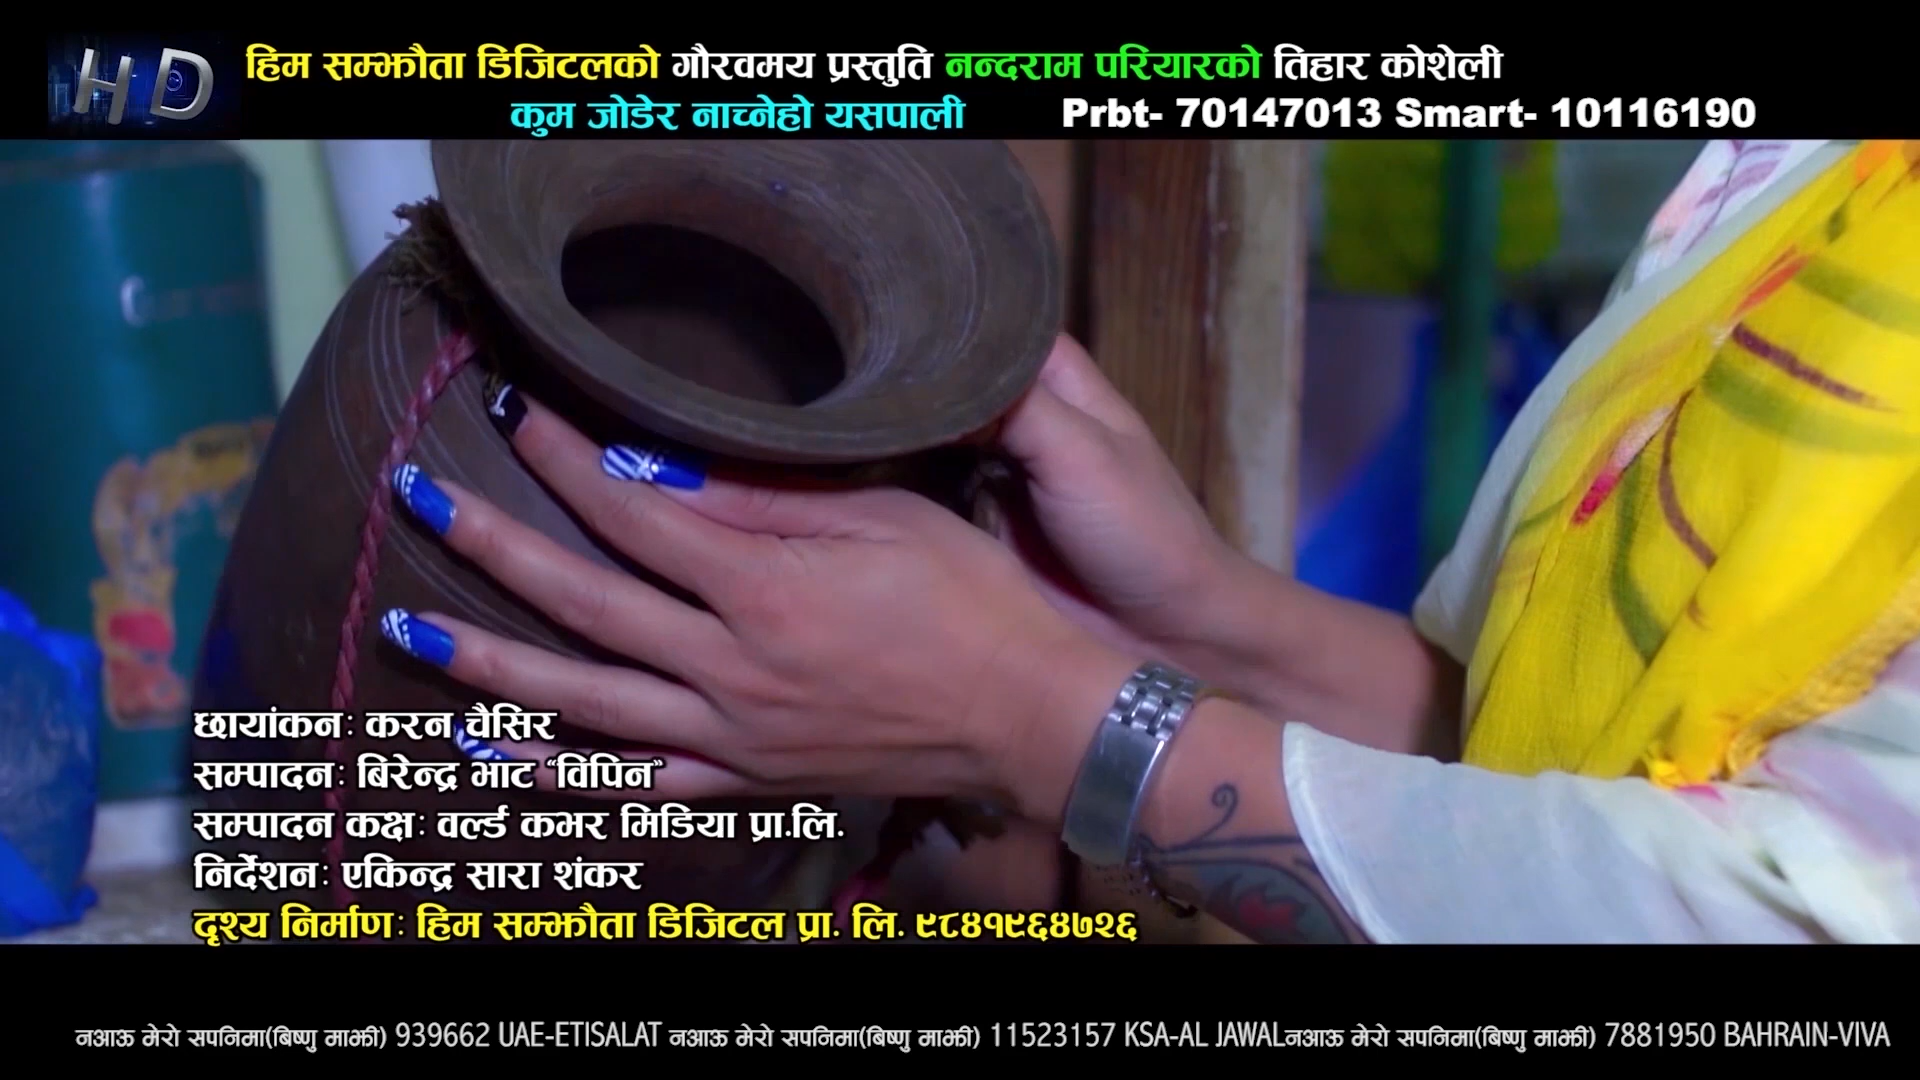 HD हिम सम्झौता डिजिटलको गौरवमय प्रस्तुति नन्दराम परियारको तिहार कोशेली
कुम जोडेर नाच्नेहो यसपाली Prbt- 70147013 Smart- 10116190
छायांकनः करन चैसिर
सम्पादनः बिरेन्द्र भाट “विपिन”
सम्पादन कक्षः वर्ल्ड कभर मिडिया प्रा.लि.
निर्देशनः एकिन्द्र सारा शंकर
दृश्य निर्माणः हिम सम्झौता डिजिटल प्रा. लि. ९८४१९६४७२६
नआऊ मेरो सपनिमा(बिष्णु माझी) 939662 UAE-ETISALAT नआऊ मेरो सपनिमा(बिष्णु माझी) 11523157 KSA-AL JAWALनआऊ मेरो सपनिमा(बिष्णु माझी) 7881950 BAHRAIN-VIVA